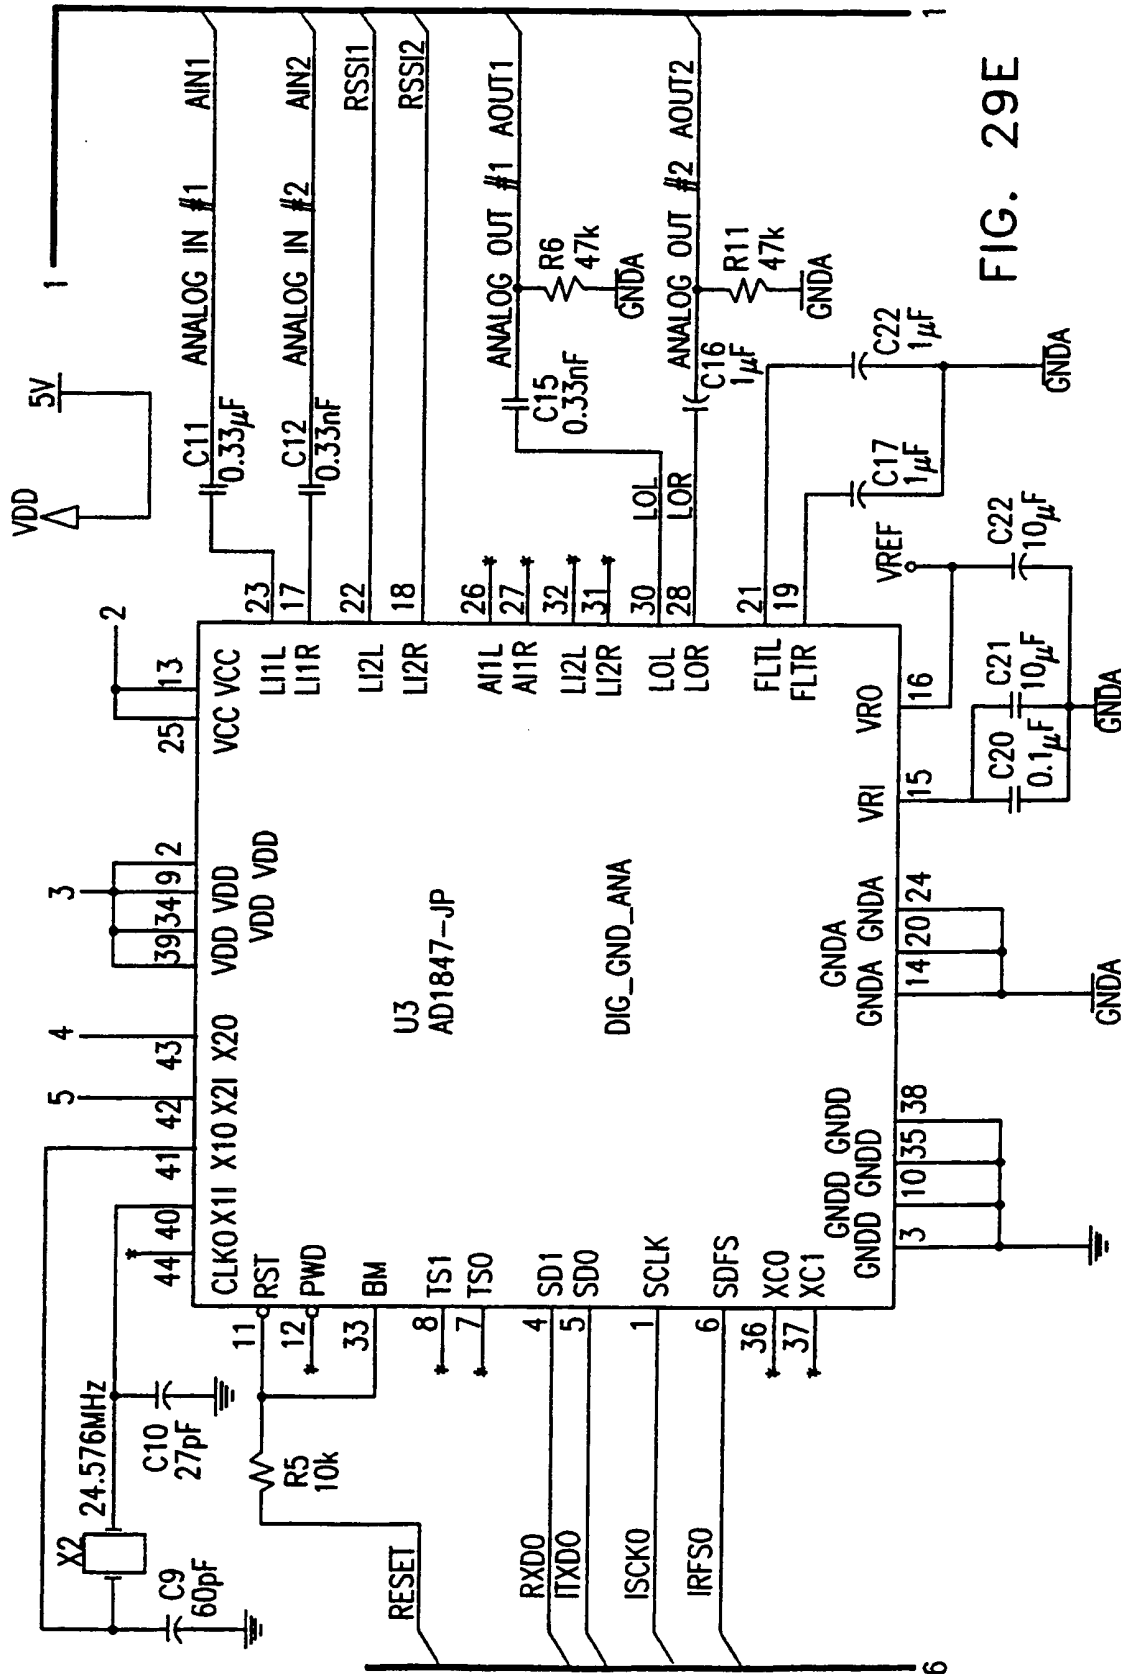 1
VDD
5V
ANALOG IN #1 AIN1
C11
0.33μF
ANALOG IN #2 AIN2
C12
0.33nF
RSSI1
RSSI2
ANALOG OUT #1 AOUT1
C15
0.33nF
R6
47k
GNDA
ANALOG OUT #2 AOUT2
C16
1μF
R11
47k
GNDA
C22
1μF
C17
1μF
GNDA
1
FIG. 29E
X2
24.576MHz
C9
60pF
C10
27pF
5
4
3
2
44 40 41 42 43 39 34 9 2 25 13
CLKO X1I X1O X2I X2O VDD VDD VCC VCC
VDD VDD
R5
10k
RESET
11 RST
12 PWD
33 BM
8 TS1
7 TS0
RXD0 4 SD1
ITXD0 5 SD0
ISCK0 1 SCLK
IRFS0 6 SDFS
36 XC0
37 XC1
6
U3
AD1847-JP
DIG_GND_ANA
LI1L 23
LI1R 17
LI2L 22
LI2R 18
AI1L 26
AI1R 27
LI2L 32
LI2R 31
LOL 30 LOL
LOR 28 LOR
FLTL 21
FLTR 19
GNDD GNDD
GNDD GNDD
3 10 35 38
GNDA
GNDA GNDA
14 20 24
GNDA
VRI VRO
15 16
VREF
C20
0.1μF
C21
10μF
C22
10μF
GNDA